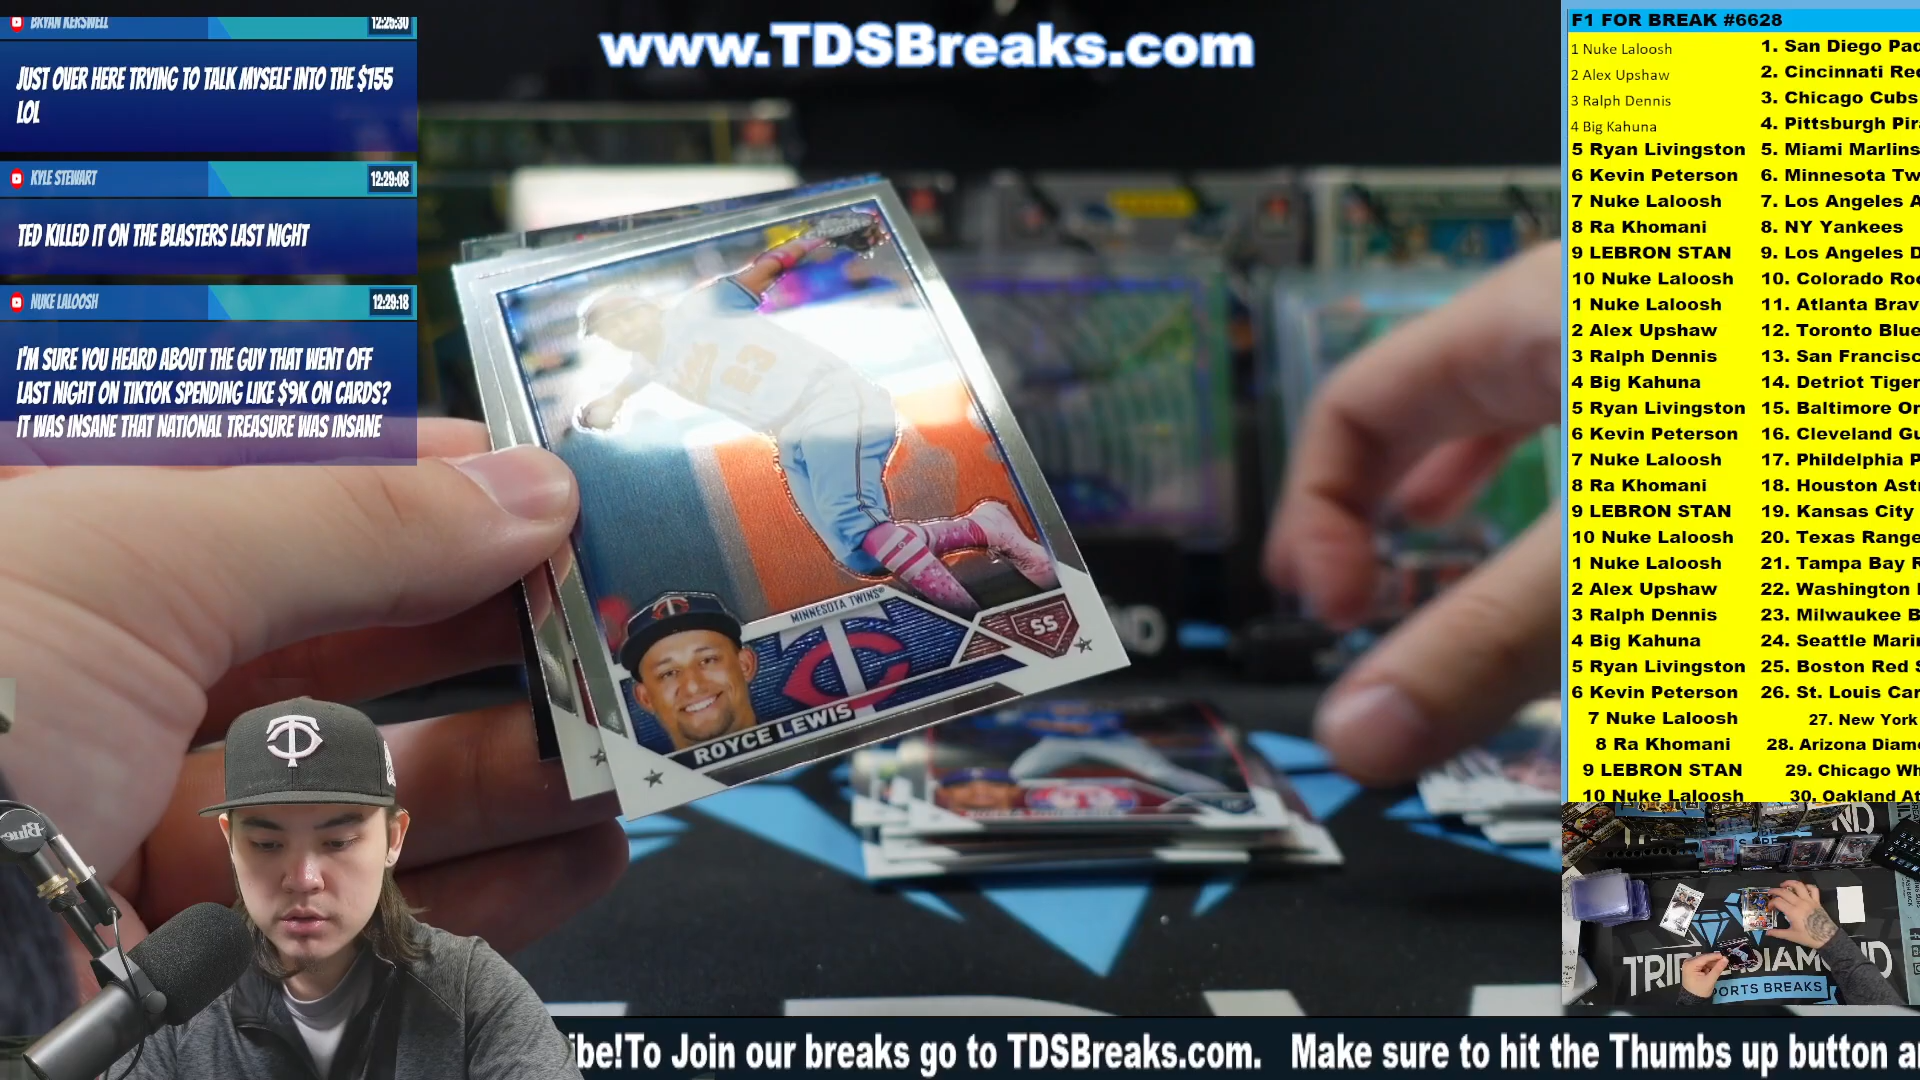 BRYAN KERSWELL
12:25:30
JUST OVER HERE TRYING TO TALK MYSELF INTO THE $155
LOL
KYLE STEWART
12:29:08
TED KILLED IT ON THE BLASTERS LAST NIGHT
NUKE LALOOSH
12:29:18
I'M SURE YOU HEARD ABOUT THE GUY THAT WENT OFF
LAST NIGHT ON TIKTOK SPENDING LIKE $9K ON CARDS?
IT WAS INSANE THAT NATIONAL TREASURE WAS INSANE
www.TDSBreaks.com
MINNESOTA TWINS
SS
ROYCE LEWIS
Blue
F1 FOR BREAK #6628
1 Nuke Laloosh 1. San Diego Pad
2 Alex Upshaw 2. Cincinnati Re
3 Ralph Dennis 3. Chicago Cubs
4 Big Kahuna 4. Pittsburgh Pir
5 Ryan Livingston 5. Miami Marlins
6 Kevin Peterson 6. Minnesota Tw
7 Nuke Laloosh 7. Los Angeles A
8 Ra Khomani 8. NY Yankees
9 LEBRON STAN 9. Los Angeles D
10 Nuke Laloosh 10. Colorado Roc
1 Nuke Laloosh 11. Atlanta Brav
2 Alex Upshaw 12. Toronto Blue
3 Ralph Dennis 13. San Francisc
4 Big Kahuna 14. Detriot Tiger
5 Ryan Livingston 15. Baltimore Or
6 Kevin Peterson 16. Cleveland Gu
7 Nuke Laloosh 17. Phildelphia P
8 Ra Khomani 18. Houston Astr
9 LEBRON STAN 19. Kansas City
10 Nuke Laloosh 20. Texas Range
1 Nuke Laloosh 21. Tampa Bay R
2 Alex Upshaw 22. Washington
3 Ralph Dennis 23. Milwaukee B
4 Big Kahuna 24. Seattle Marin
5 Ryan Livingston 25. Boston Red S
6 Kevin Peterson 26. St. Louis Car
7 Nuke Laloosh 27. New York
8 Ra Khomani 28. Arizona Diam
9 LEBRON STAN 29. Chicago Wh
10 Nuke Laloosh 30. Oakland At
TRIPLE DIAMOND
SPORTS BREAKS
ibe!To Join our breaks go to TDSBreaks.com. Make sure to hit the Thumbs up button a